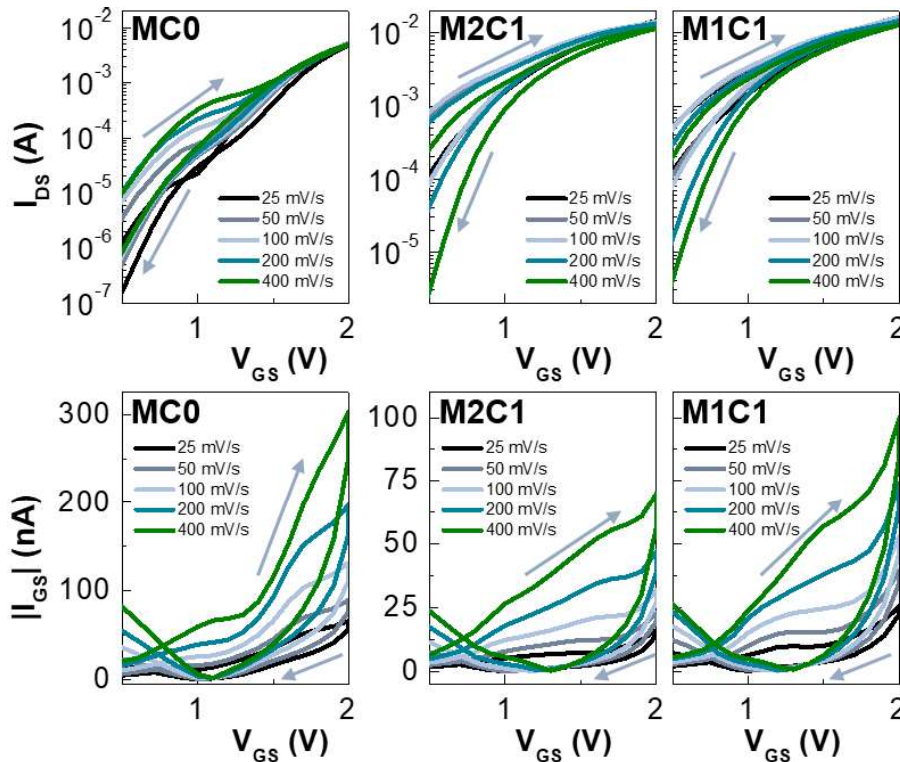 MC0
M2C1
M1C1
I_DS (A)
10^-2
10^-3
10^-4
10^-5
10^-6
10^-7
25 mV/s
50 mV/s
100 mV/s
200 mV/s
400 mV/s
1
2
V_GS (V)
10^-2
10^-3
10^-4
10^-5
25 mV/s
50 mV/s
100 mV/s
200 mV/s
400 mV/s
1
2
V_GS (V)
25 mV/s
50 mV/s
100 mV/s
200 mV/s
400 mV/s
1
2
V_GS (V)
MC0
M2C1
M1C1
|I_GS| (nA)
300
200
100
0
25 mV/s
50 mV/s
100 mV/s
200 mV/s
400 mV/s
1
2
V_GS (V)
100
75
50
25
0
25 mV/s
50 mV/s
100 mV/s
200 mV/s
400 mV/s
1
2
V_GS (V)
25 mV/s
50 mV/s
100 mV/s
200 mV/s
400 mV/s
1
2
V_GS (V)